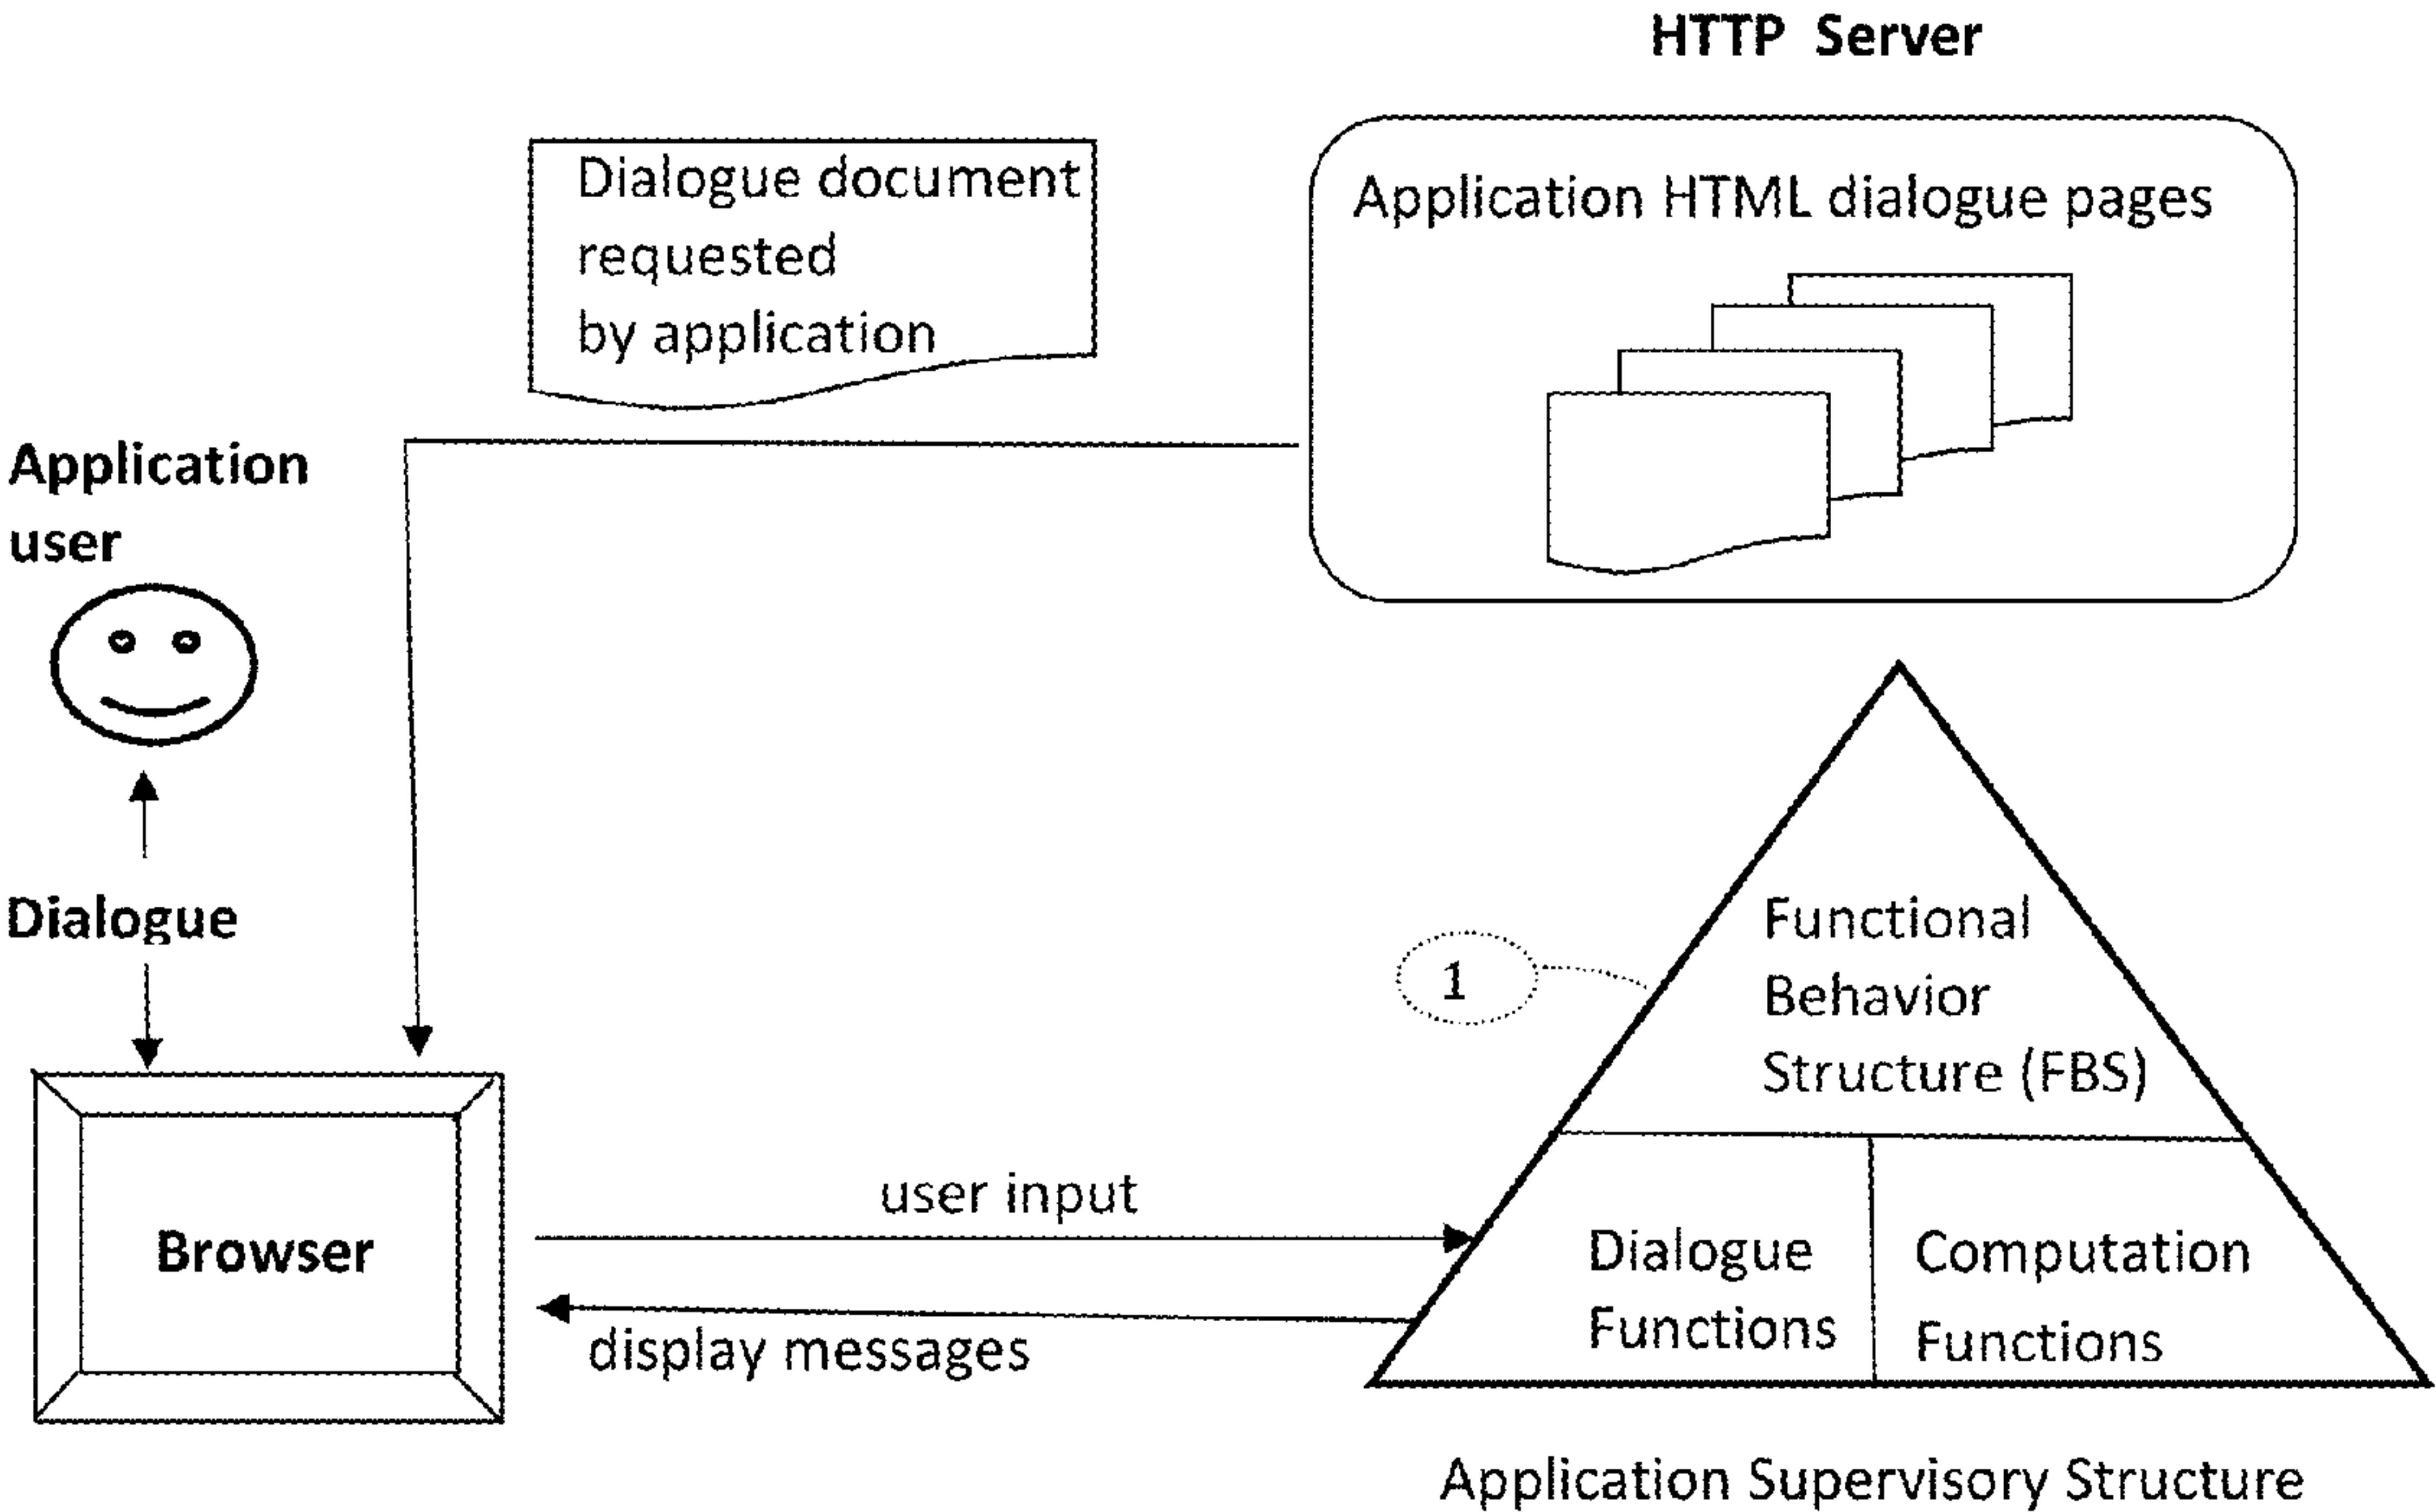 HTTP Server
Dialogue document
requested
by application
Application HTML dialogue pages
Application
user
Dialogue
Functional
Behavior
Structure (FBS)
1
user input
Browser
Dialogue
Functions
Computation
Functions
display messages
Application Supervisory Structure